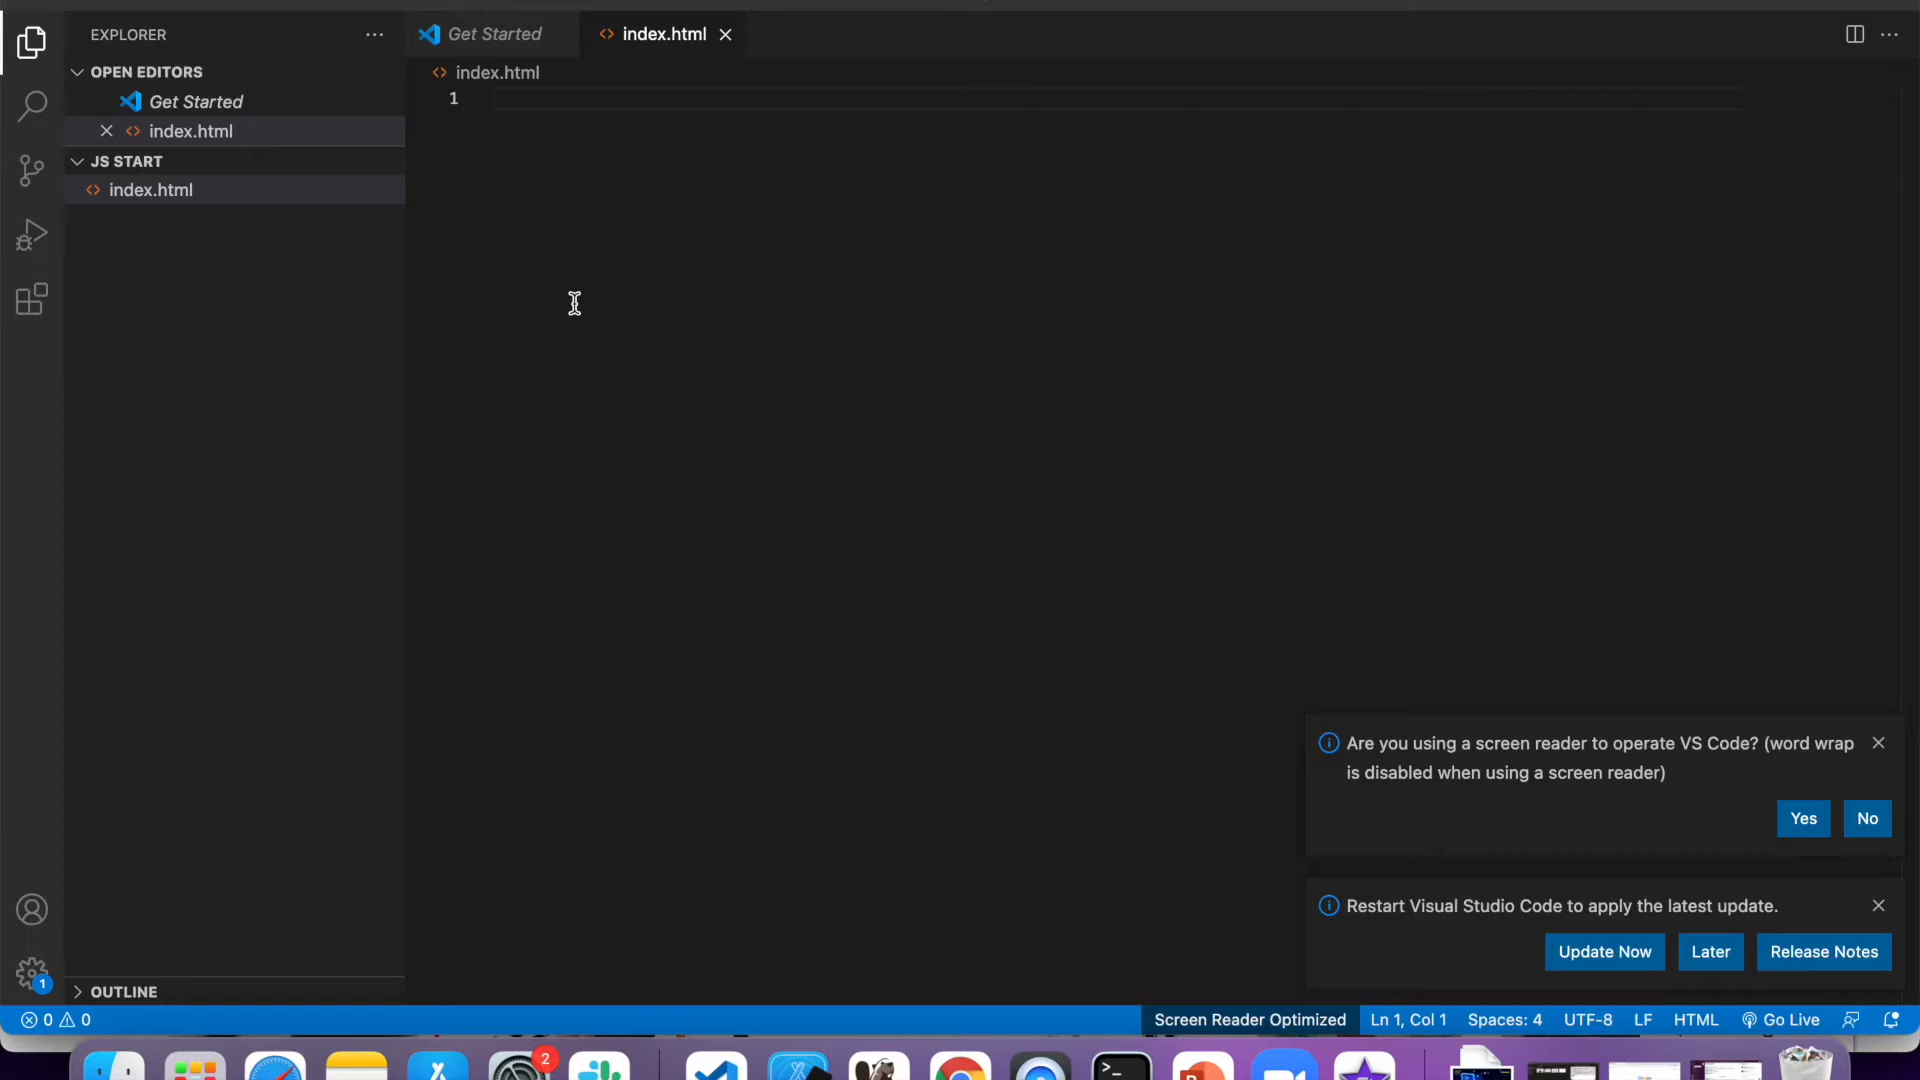 EXPLORER
Get Started
index.html
OPEN EDITORS
Get Started
index.html
JS START
index.html
index.html
1
Are you using a screen reader to operate VS Code? (word wrap
is disabled when using a screen reader)
Yes
No
Restart Visual Studio Code to apply the latest update.
Update Now
Later
Release Notes
1
OUTLINE
0
0
Screen Reader Optimized
Ln 1, Col 1
Spaces: 4
UTF-8
LF
HTML
Go Live
2
>_